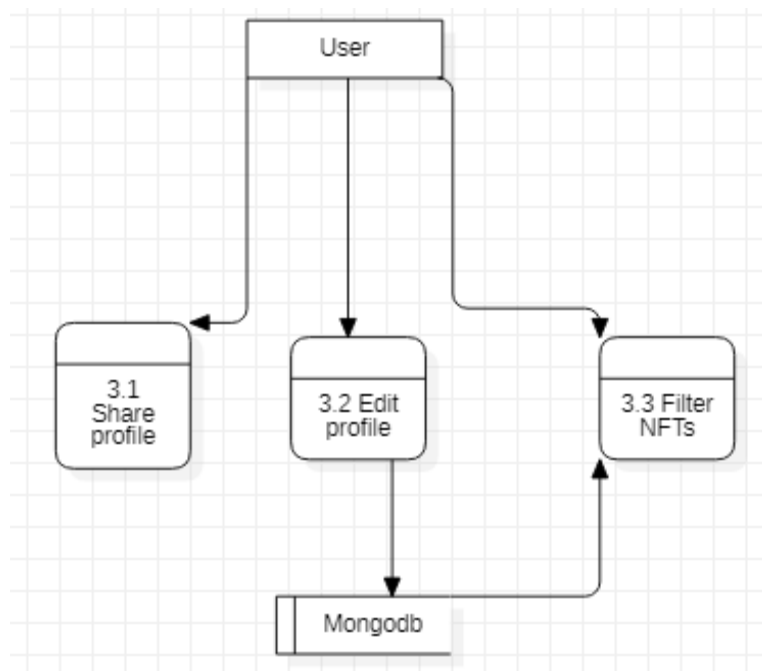 User
3.1
Share
profile
3.2 Edit
profile
3.3 Filter
NFTs
Mongodb